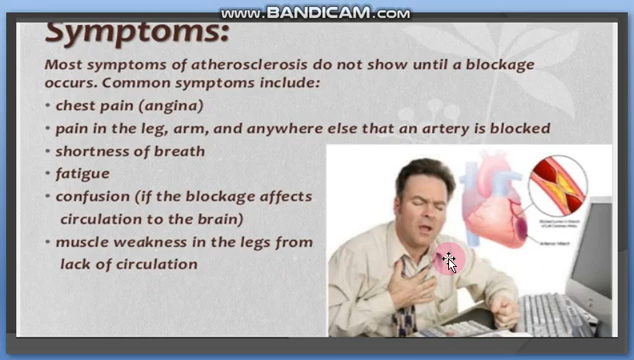 www.BANDICAM.com
Symptoms:
Most symptoms of atherosclerosis do not show until a blockage
occurs. Common symptoms include:
• chest pain (angina)
• pain in the leg, arm, and anywhere else that an artery is blocked
• shortness of breath
• fatigue
• confusion (if the blockage affects
circulation to the brain)
• muscle weakness in the legs from
lack of circulation